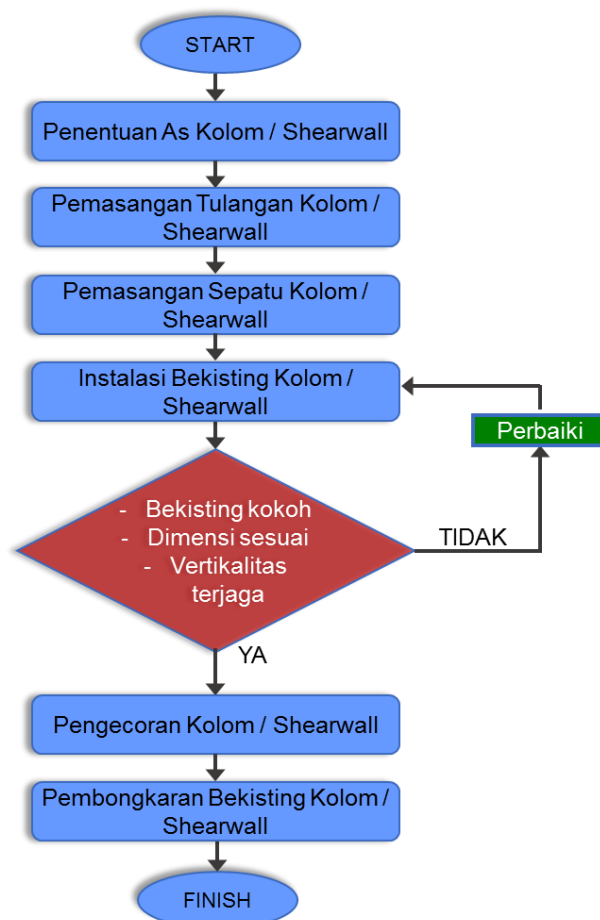 START
Penentuan As Kolom / Shearwall
Pemasangan Tulangan Kolom /
Shearwall
Pemasangan Sepatu Kolom /
Shearwall
Instalasi Bekisting Kolom /
Shearwall
Perbaiki
- Bekisting kokoh
- Dimensi sesuai
- Vertikalitas
terjaga
TIDAK
YA
Pengecoran Kolom / Shearwall
Pembongkaran Bekisting Kolom /
Shearwall
FINISH